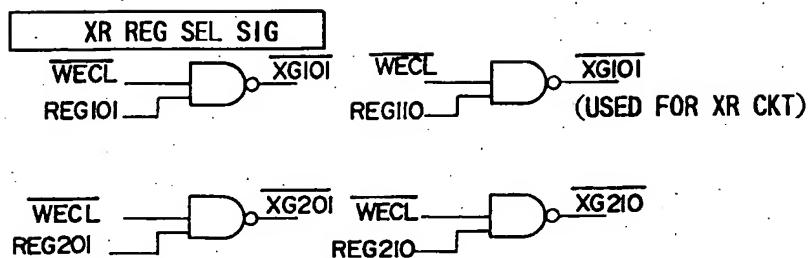 XR REG SEL SIG
WECL XG101
REG101
WECL XG101
REG110 (USED FOR XR CKT)
WECL XG201
REG201
WECL XG210
REG210